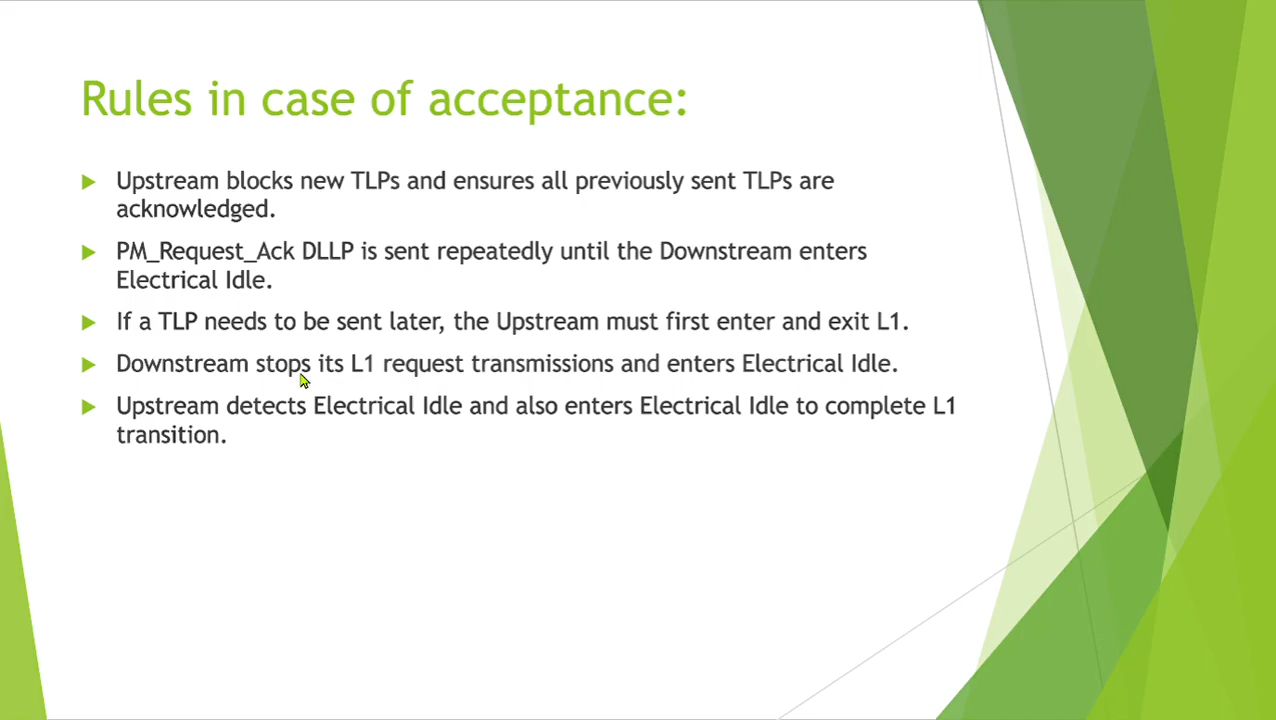 Rules in case of acceptance:
Upstream blocks new TLPs and ensures all previously sent TLPs are
acknowledged.
PM_Request_Ack DLLP is sent repeatedly until the Downstream enters
Electrical Idle.
If a TLP needs to be sent later, the Upstream must first enter and exit L1.
Downstream stops its L1 request transmissions and enters Electrical Idle.
Upstream detects Electrical Idle and also enters Electrical Idle to complete L1
transition.